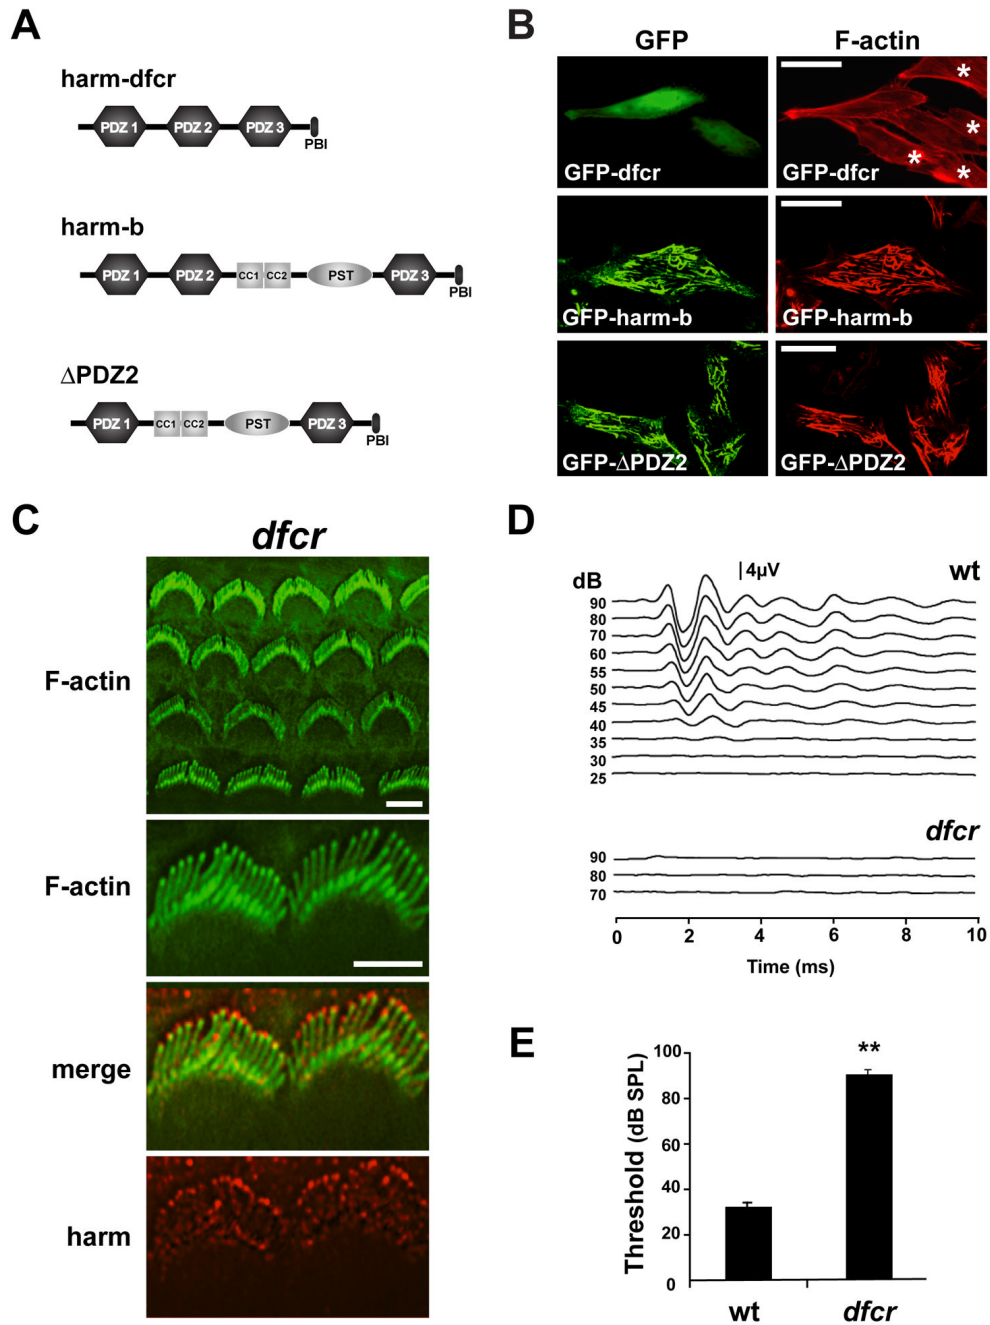 A
harm-dfcr
PDZ 1 PDZ 2 PDZ 3
PBI
harm-b
PDZ 1 PDZ 2 CC1 CC2 PST PDZ 3
PBI
ΔPDZ2
PDZ 1 CC1 CC2 PST PDZ 3
PBI
B
GFP F-actin
* * * *
GFP-dfcr GFP-dfcr
GFP-harm-b GFP-harm-b
GFP-ΔPDZ2 GFP-ΔPDZ2
C
dfcr
F-actin
F-actin
merge
harm
D
dB
4µV
wt
90
80
70
60
55
50
45
40
35
30
25
dfcr
90
80
70
0 2 4 6 8 10
Time (ms)
E
Threshold (dB SPL)
100
80
60
40
20
0
**
wt dfcr